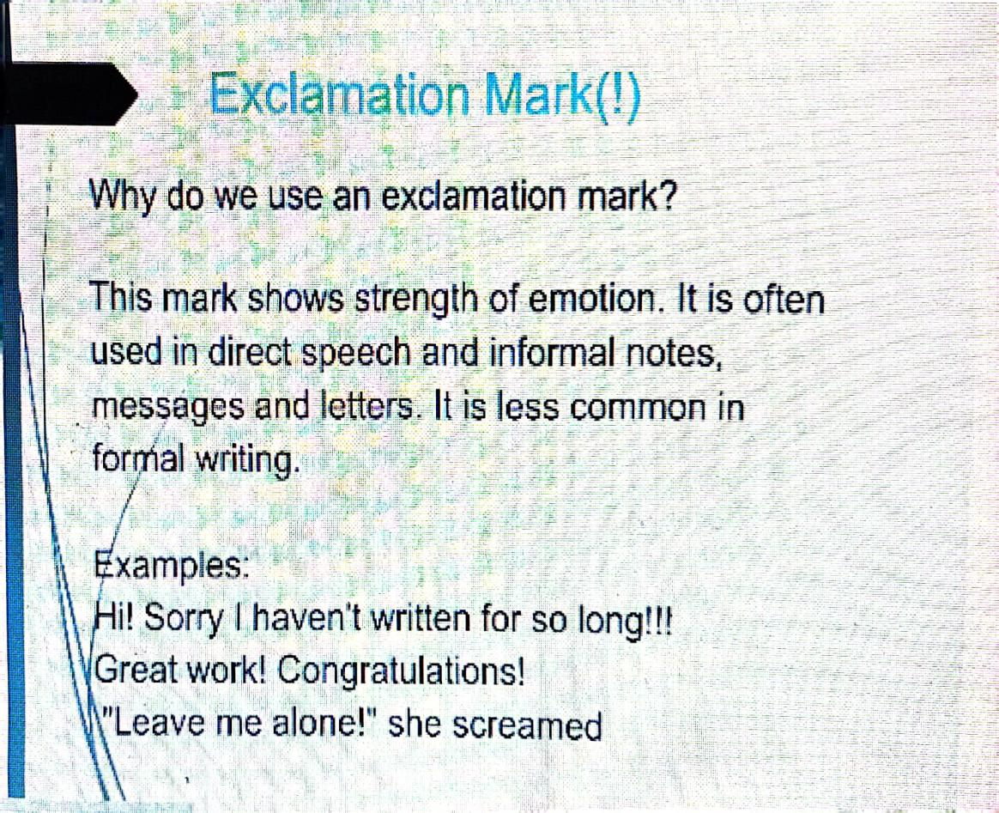 Exclamation Mark(!)
Why do we use an exclamation mark?
This mark shows strength of emotion. It is often
used in direct speech and informal notes,
messages and letters. It is less common in
formal writing.
Examples:
Hi! Sorry I haven't written for so long!!!
Great work! Congratulations!
"Leave me alone!" she screamed